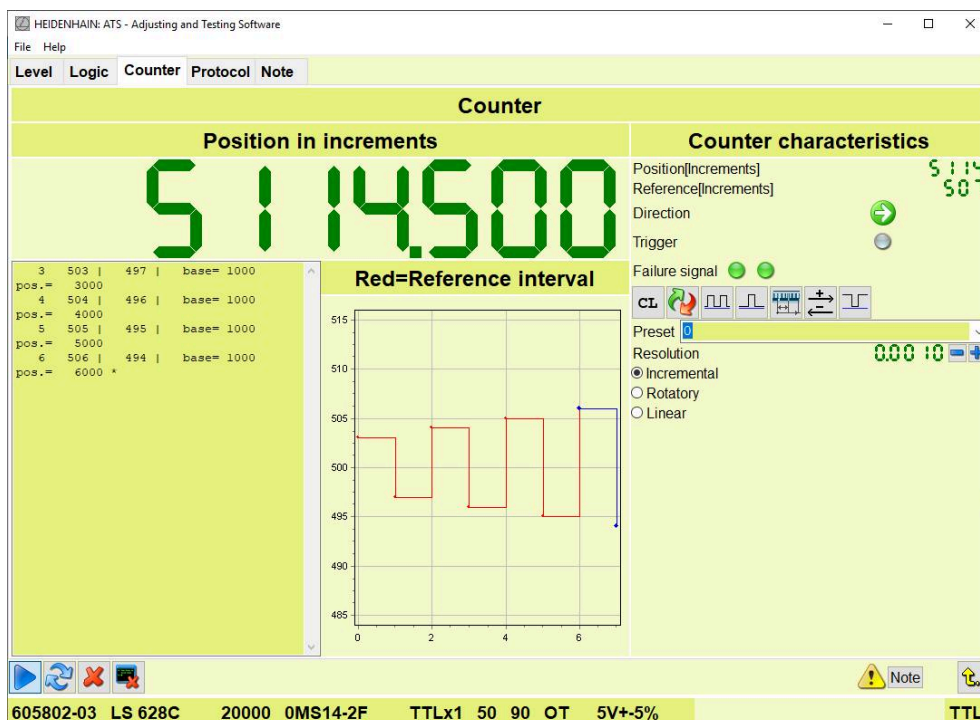 HEIDENHAIN: ATS - Adjusting and Testing Software
File Help
Level Logic Counter Protocol Note
Counter
Position in increments
5114.500
3 503 | 497 | base= 1000
pos.= 3000
4 504 | 496 | base= 1000
pos.= 4000
5 505 | 495 | base= 1000
pos.= 5000
6 506 | 494 | base= 1000
pos.= 6000 *
Red=Reference interval
515
510
505
500
495
490
485
0 2 4 6
Counter characteristics
Position[Increments] 5114
Reference[Increments] 507
Direction
Trigger
Failure signal
CL
Preset 0
Resolution 0.0010
Incremental
Rotatory
Linear
Note
605802-03 LS 628C 20000 0MS14-2F TTLx1 50 90 OT 5V+-5% TTL